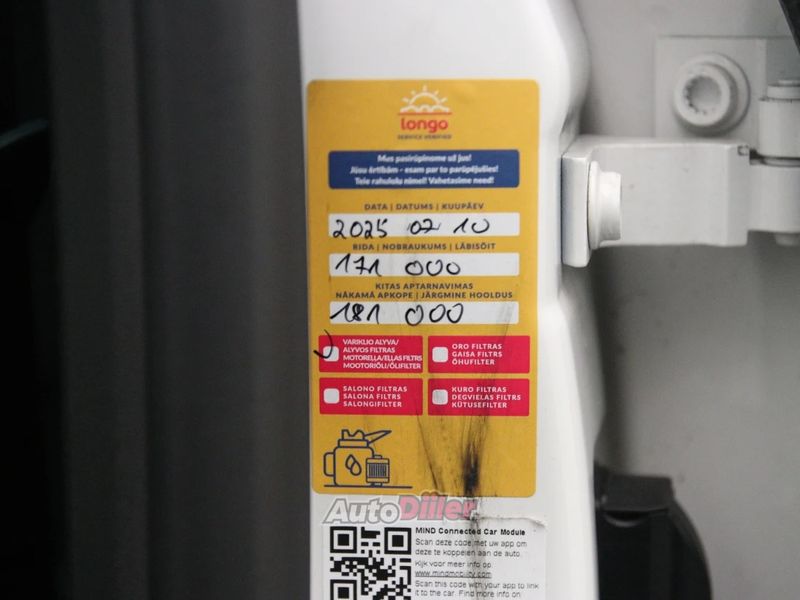 longo
SERVICE VERIFIED
Mus pasirūpinome už jus!
Jūsu ērtībām - esam par to parūpējušies!
Teie rahulolu nimel! Vahetasime need!
DATA | DATUMS | KUUPÄEV
2025 07 10
RIDA | NOBRAUKUMS | LÄBISÕIT
171 000
KITAS APTARNAVIMAS
NĀKAMĀ APKOPE | JÄRGMINE HOOLDUS
181 000
VARIKLIO ALYVA/
ALYVOS FILTRAS
MOTOREĻĻA/EĻĻAS FILTRS
MOOTORIÕLI/ÕLIFILTER
ORO FILTRAS
GAISA FILTRS
ÕHUFILTER
SALONO FILTRAS
SALONA FILTRS
SALONGIFILTER
KURO FILTRAS
DEGVIELAS FILTRS
KÜTUSEFILTER
AutoDiller
MIND Connected Car Module
Scan deze code met uw app om
deze te koppelen aan de auto.
Kijk voor meer info op:
www.mindmobility.com
Scan this code with your app to link
it to the car. Find more info on